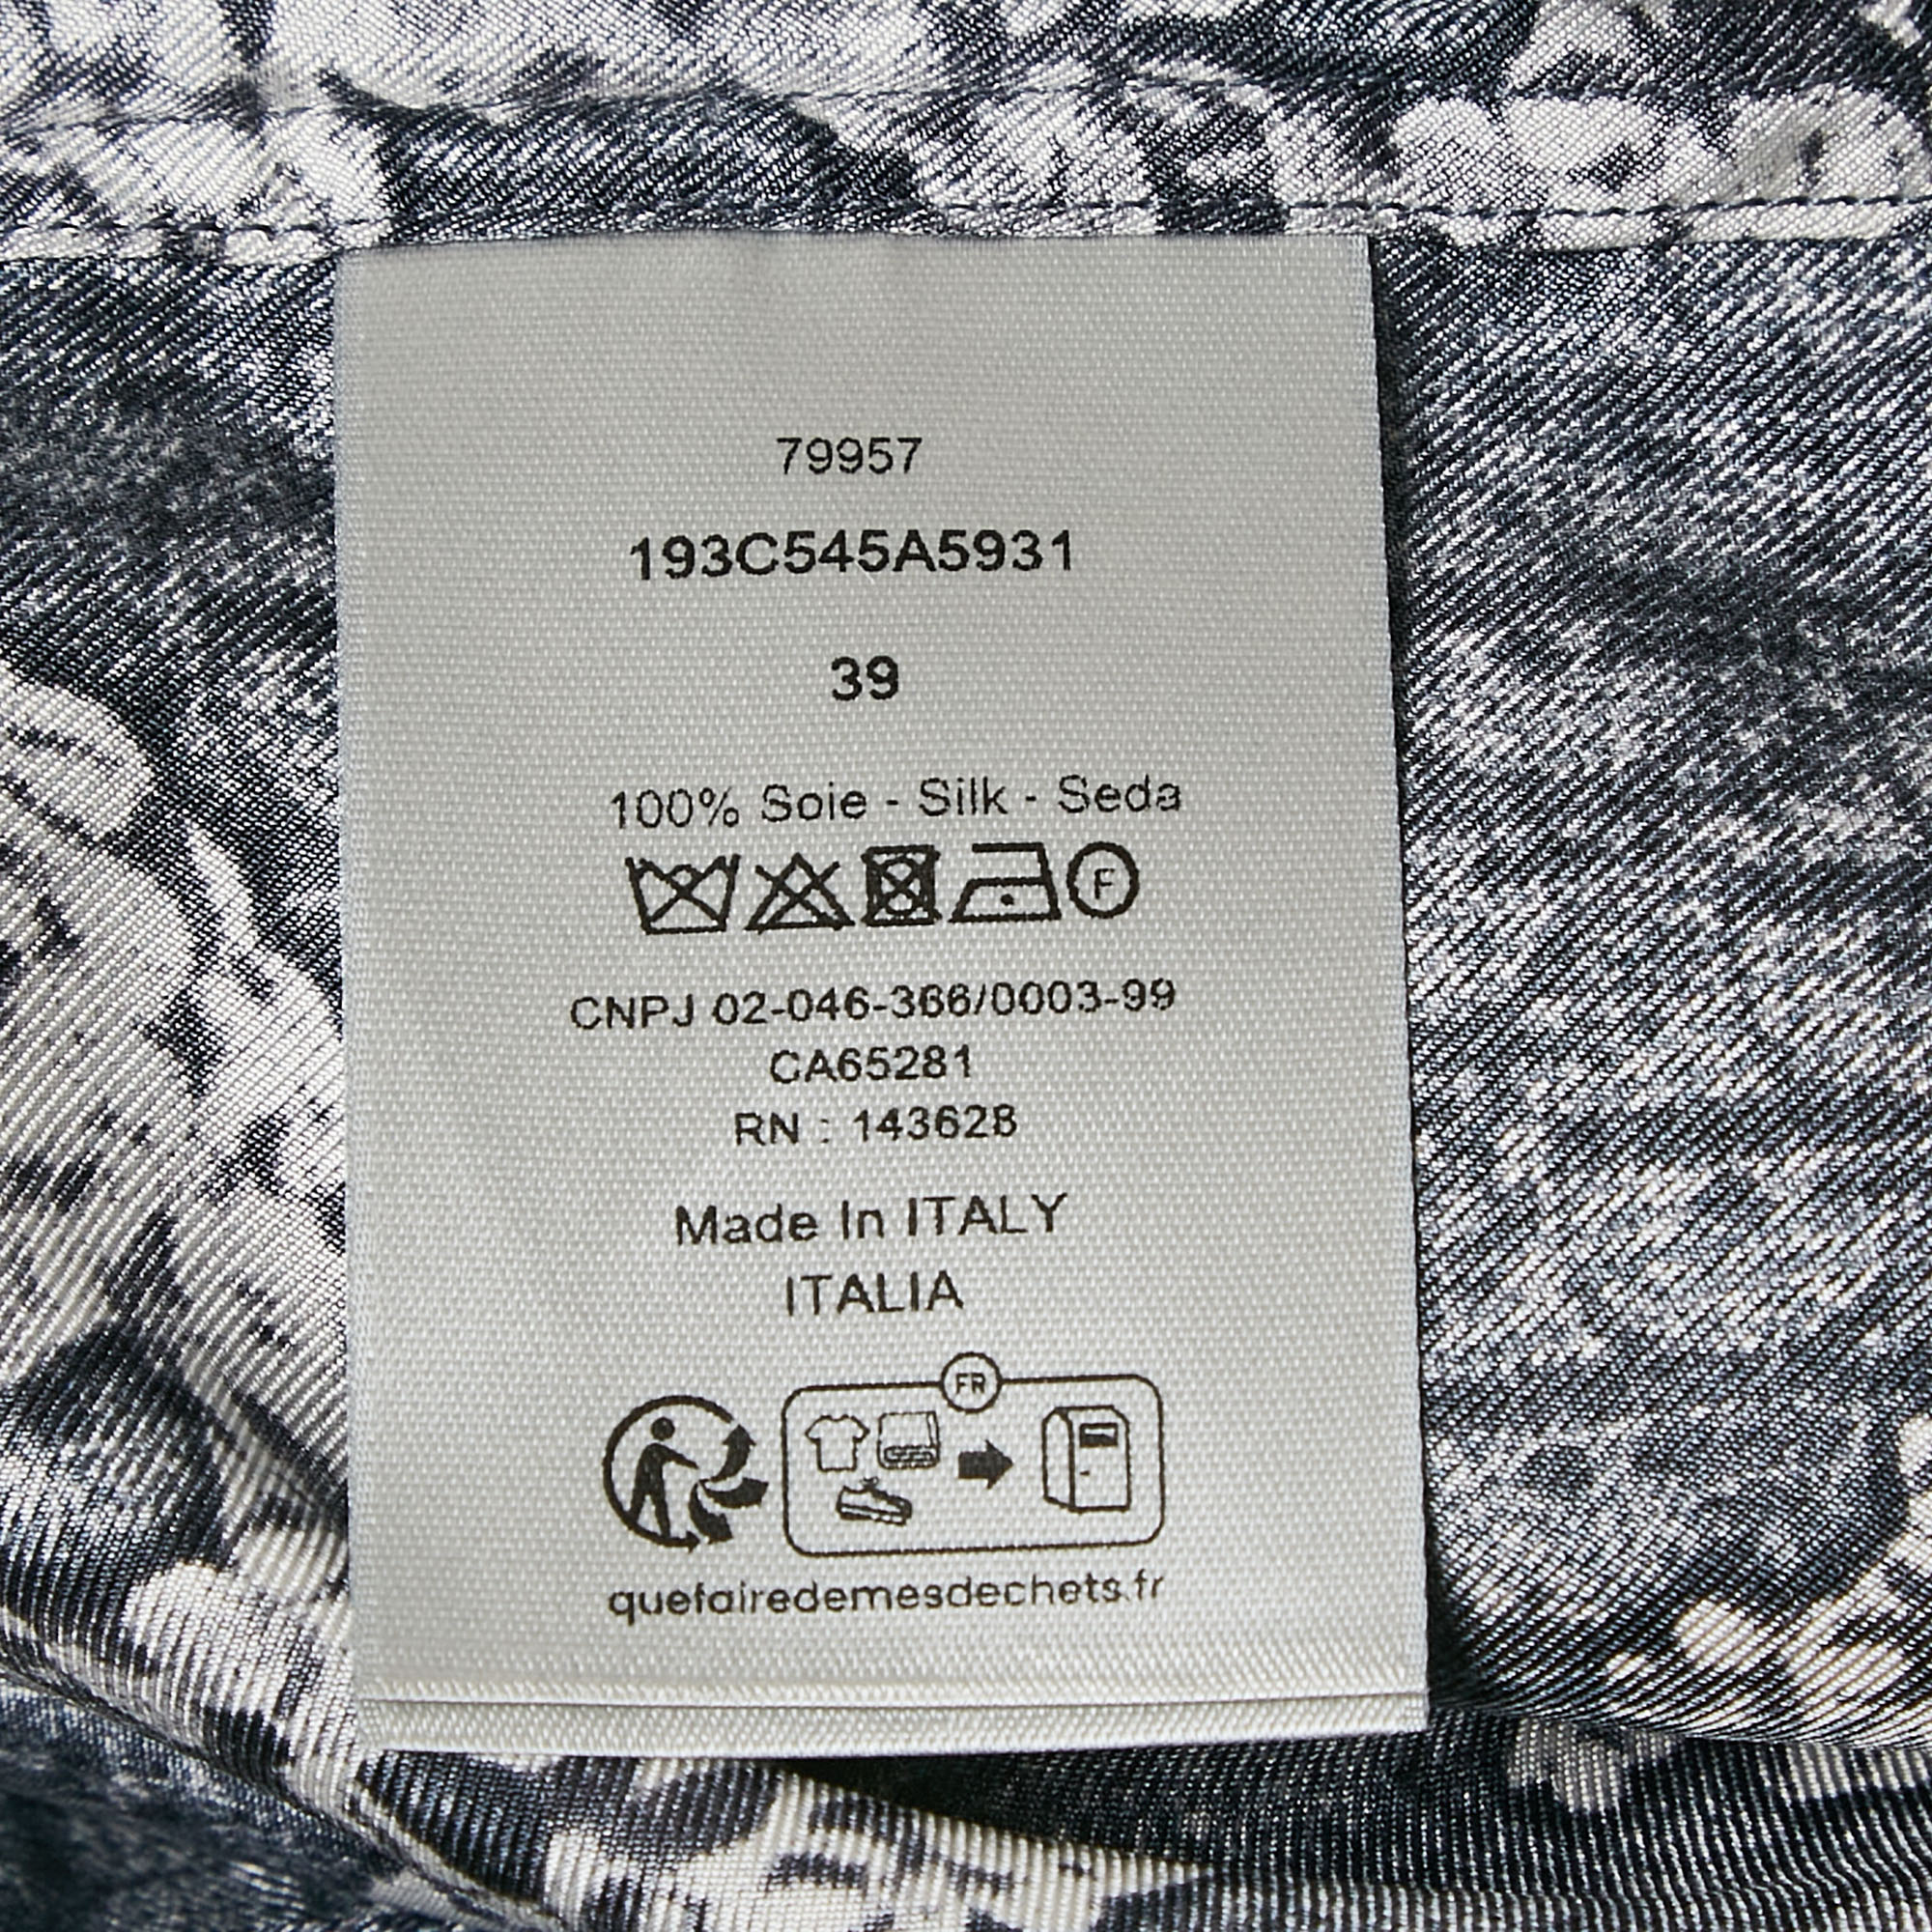 79957
193C545A5931
39
100% Soie - Silk - Seda
F
CNPJ 02-046-366/0003-99
CA65281
RN : 143628
Made In ITALY
ITALIA
FR
quefairedemesdechets.fr